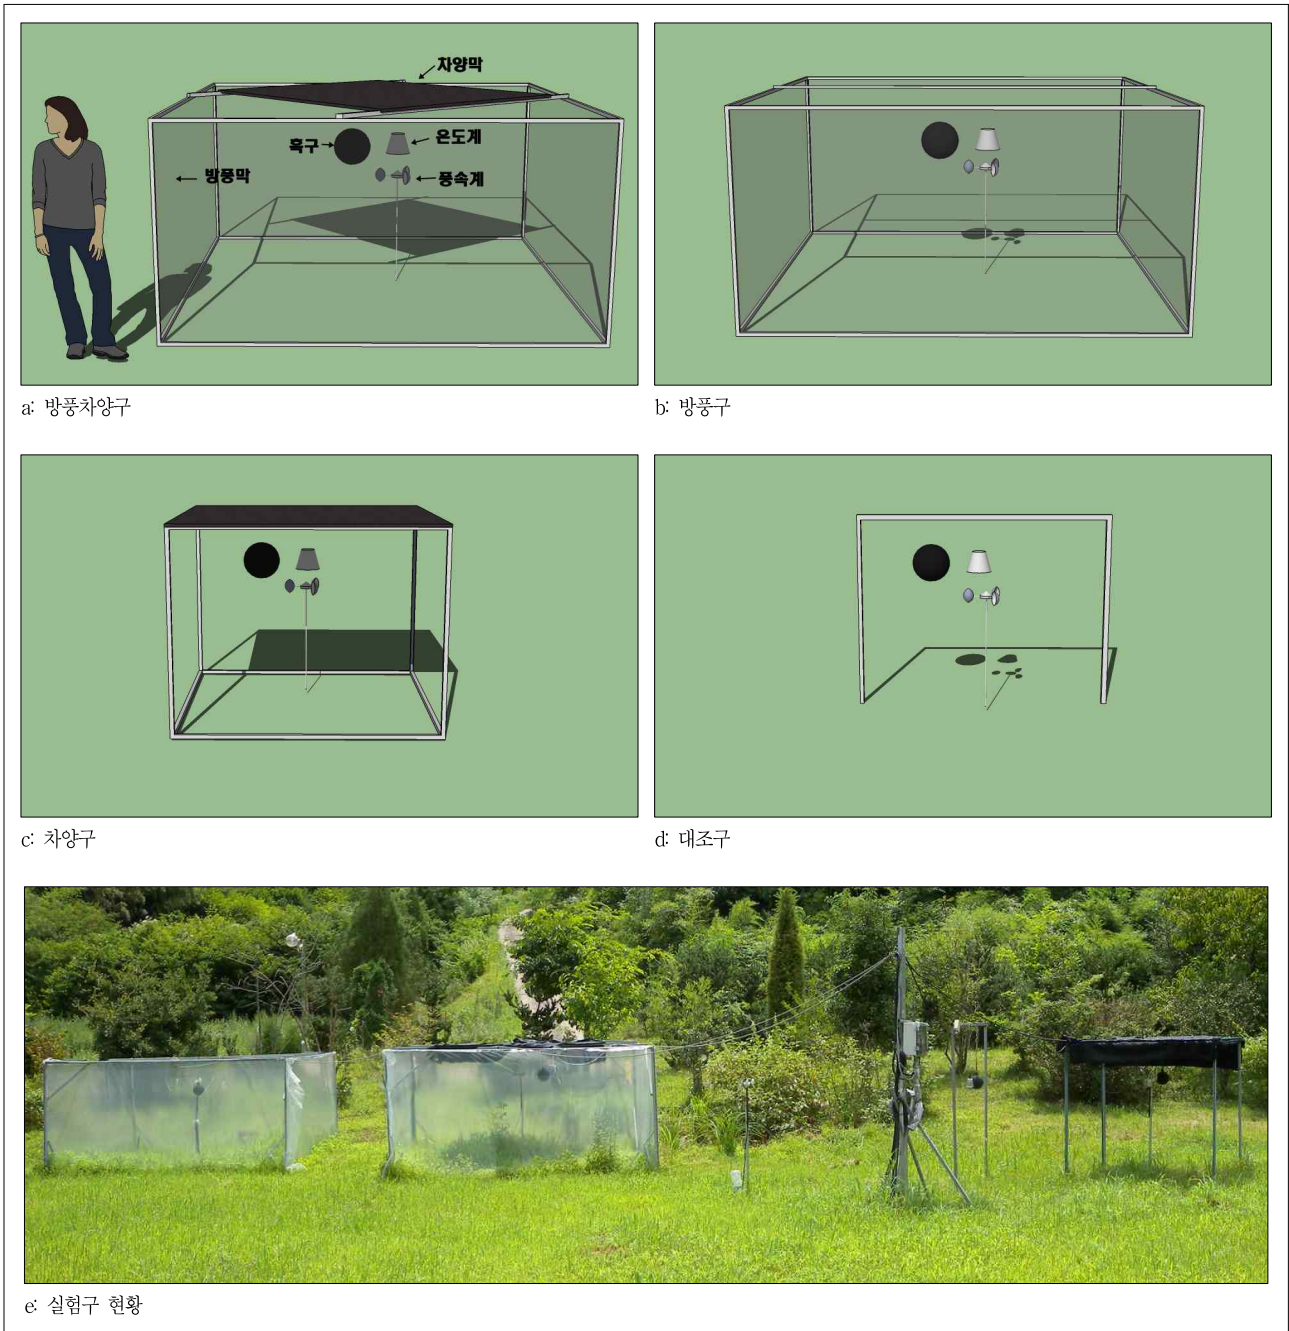 차양막
흑구
온도계
방풍막
풍속계
a: 방풍차양구
b: 방풍구
c: 차양구
d: 대조구
e: 실험구 현황